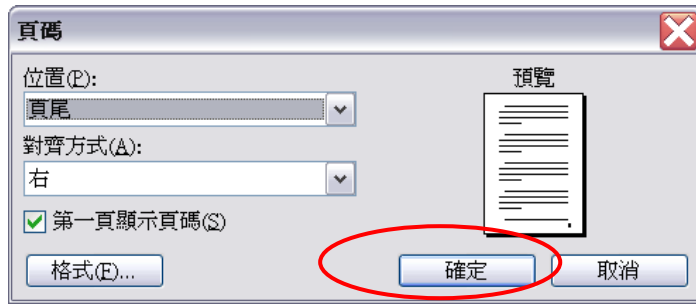 頁碼
位置(P):
頁尾
對齊方式(A):
右
第一頁顯示頁碼(S)
預覽
格式(F)...
確定
取消